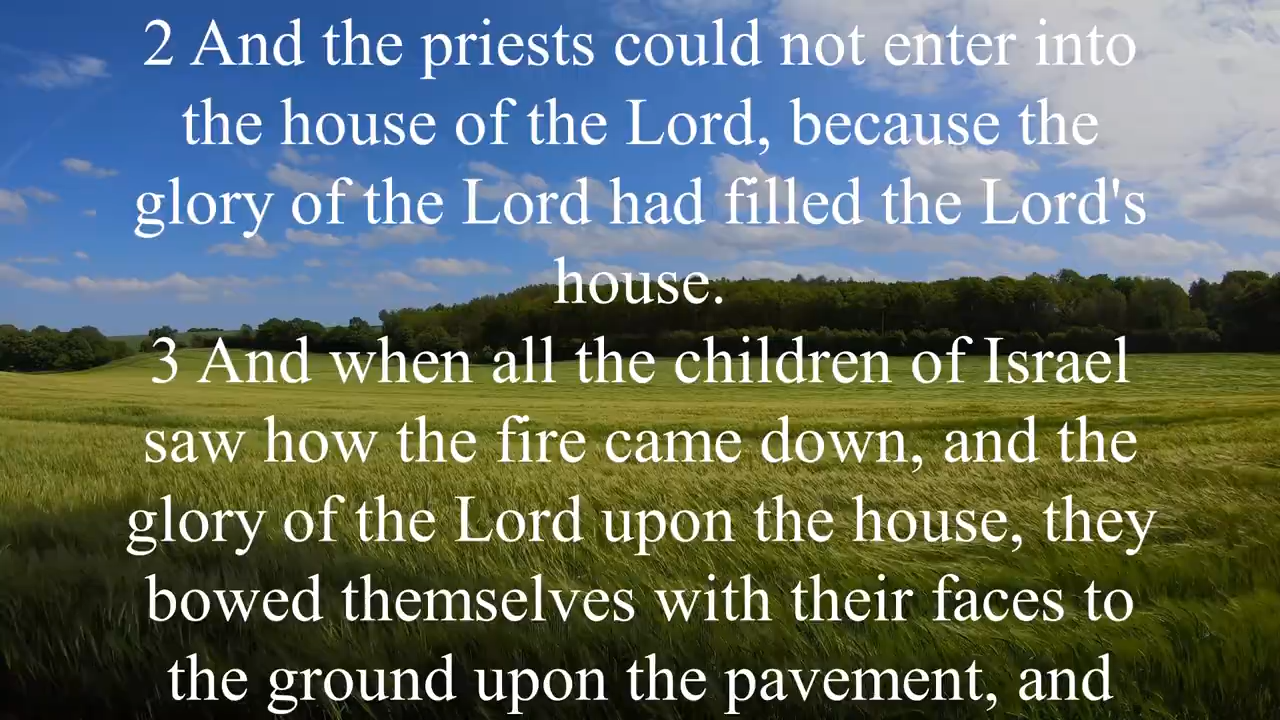 2 And the priests could not enter into
the house of the Lord, because the
glory of the Lord had filled the Lord's
house.
3 And when all the children of Israel
saw how the fire came down, and the
glory of the Lord upon the house, they
bowed themselves with their faces to
the ground upon the pavement, and